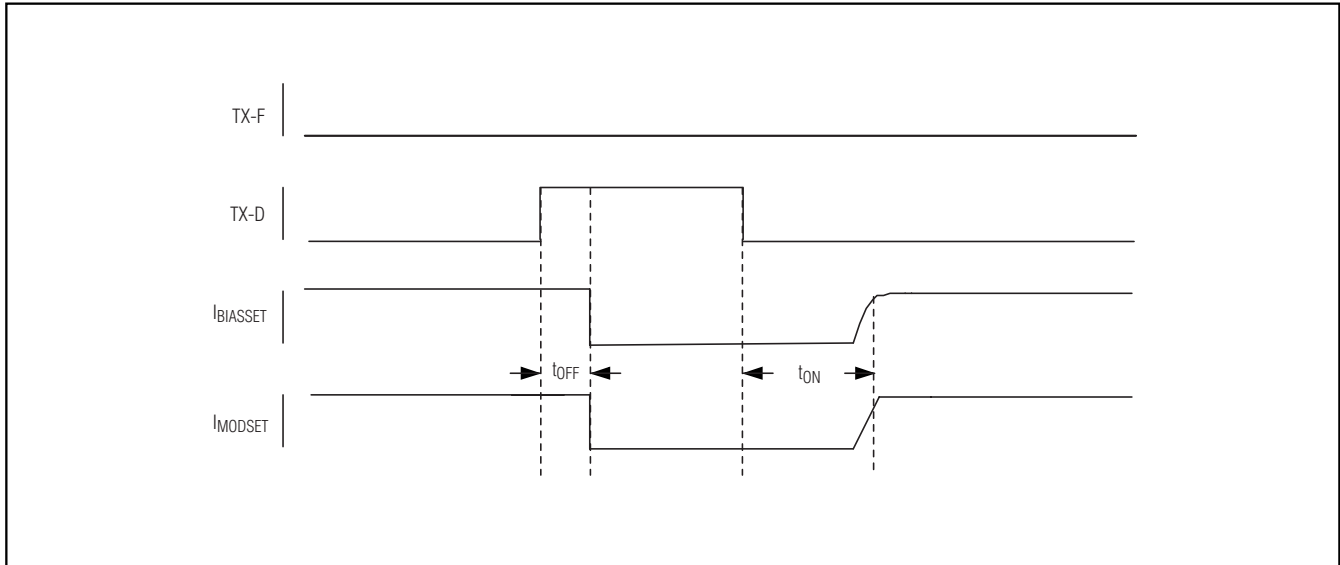 TX-F
TX-D
IBIASSET
tOFF
tON
IMODSET